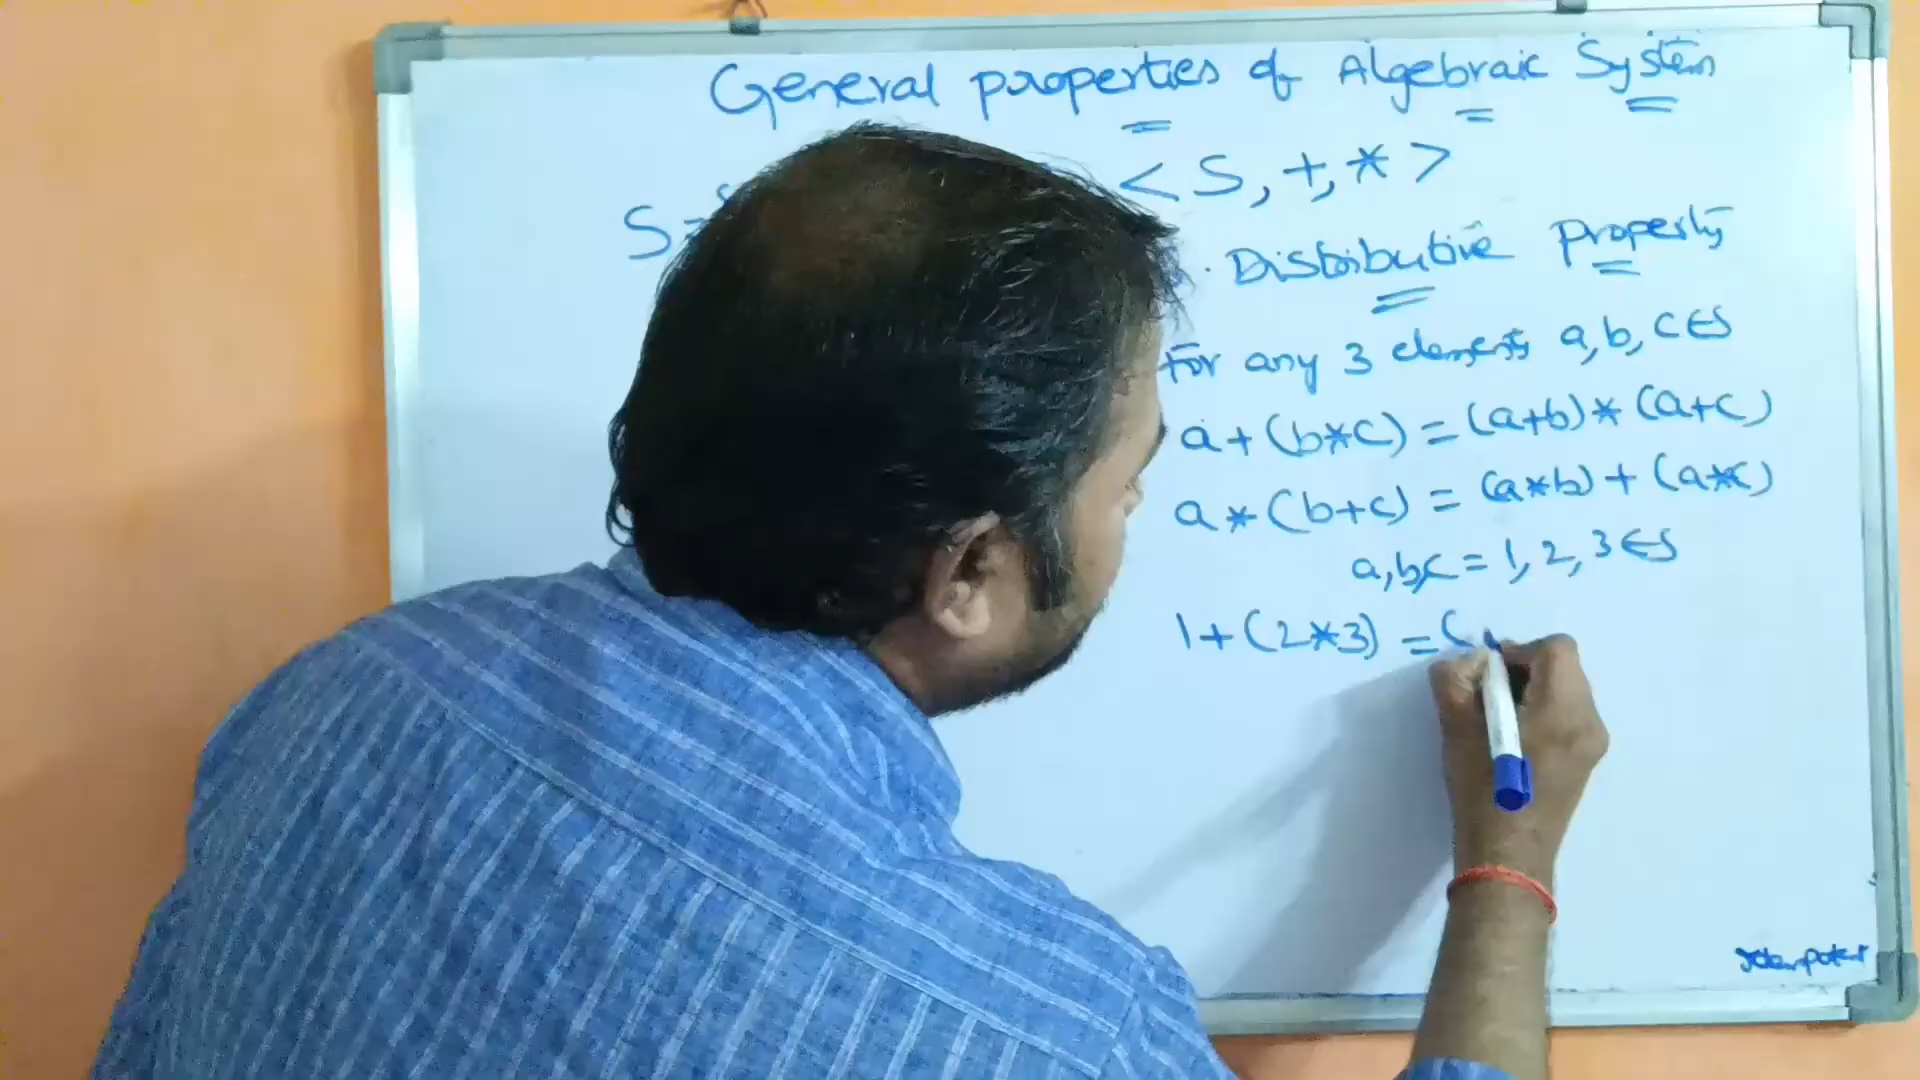 General properties of Algebraic System
< S, +, * >
S
Distributive Property
For any 3 elements a, b, c ∈ S
a + (b * c) = (a+b) * (a+c)
a * (b+c) = (a*b) + (a*c)
a,b,c = 1, 2, 3 ∈ S
1 + (2 * 3) = (